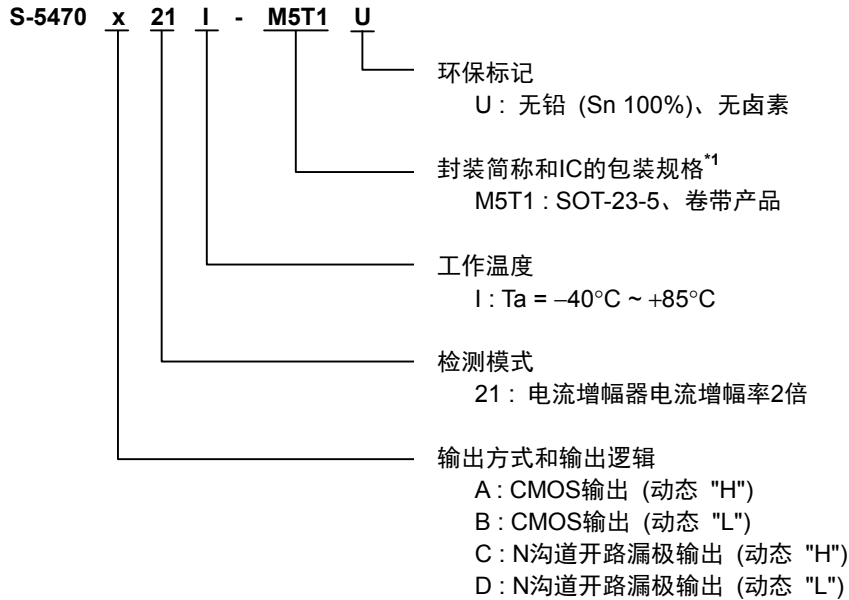 S-5470 x 21 I - M5T1 U
环保标记
U : 无铅 (Sn 100%)、无卤素
封装简称和IC的包装规格*1
M5T1 : SOT-23-5、卷带产品
工作温度
I : Ta = −40°C ~ +85°C
检测模式
21 : 电流增幅器电流增幅率2倍
输出方式和输出逻辑
A : CMOS输出 (动态 "H")
B : CMOS输出 (动态 "L")
C : N沟道开路漏极输出 (动态 "H")
D : N沟道开路漏极输出 (动态 "L")